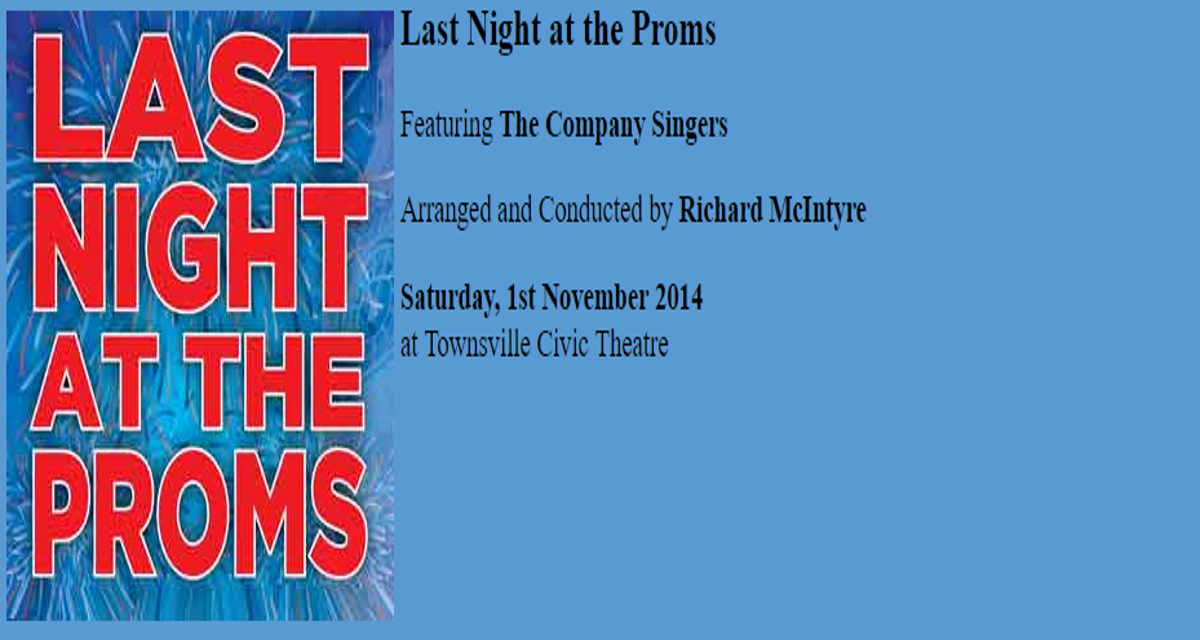 LAST
NIGHT
AT THE
PROMS
Last Night at the Proms
Featuring The Company Singers
Arranged and Conducted by Richard McIntyre
Saturday, 1st November 2014
at Townsville Civic Theatre